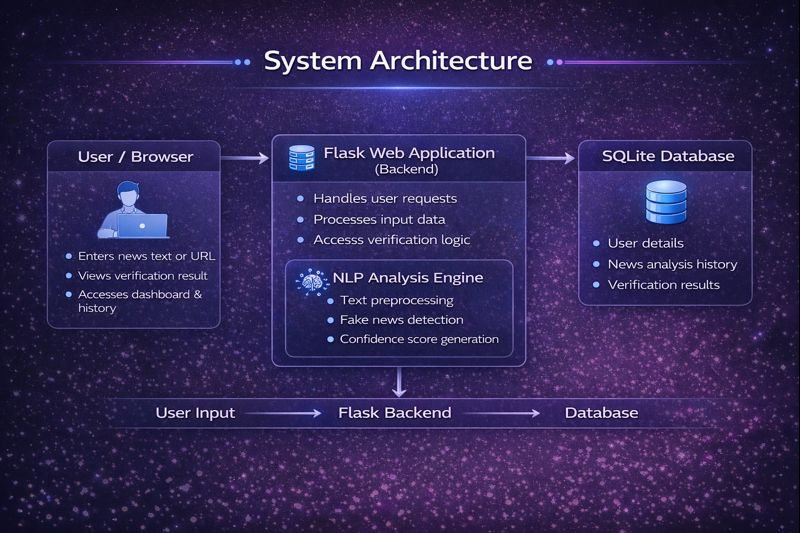 System Architecture
User / Browser
Enters news text or URL
Views verification result
Accesses dashboard &
history
Flask Web Application
(Backend)
Handles user requests
Processes input data
Accesss verification logic
NLP Analysis Engine
Text preprocessing
Fake news detection
Confidence score generation
SQLite Database
User details
News analysis history
Verification results
User Input
Flask Backend
Database